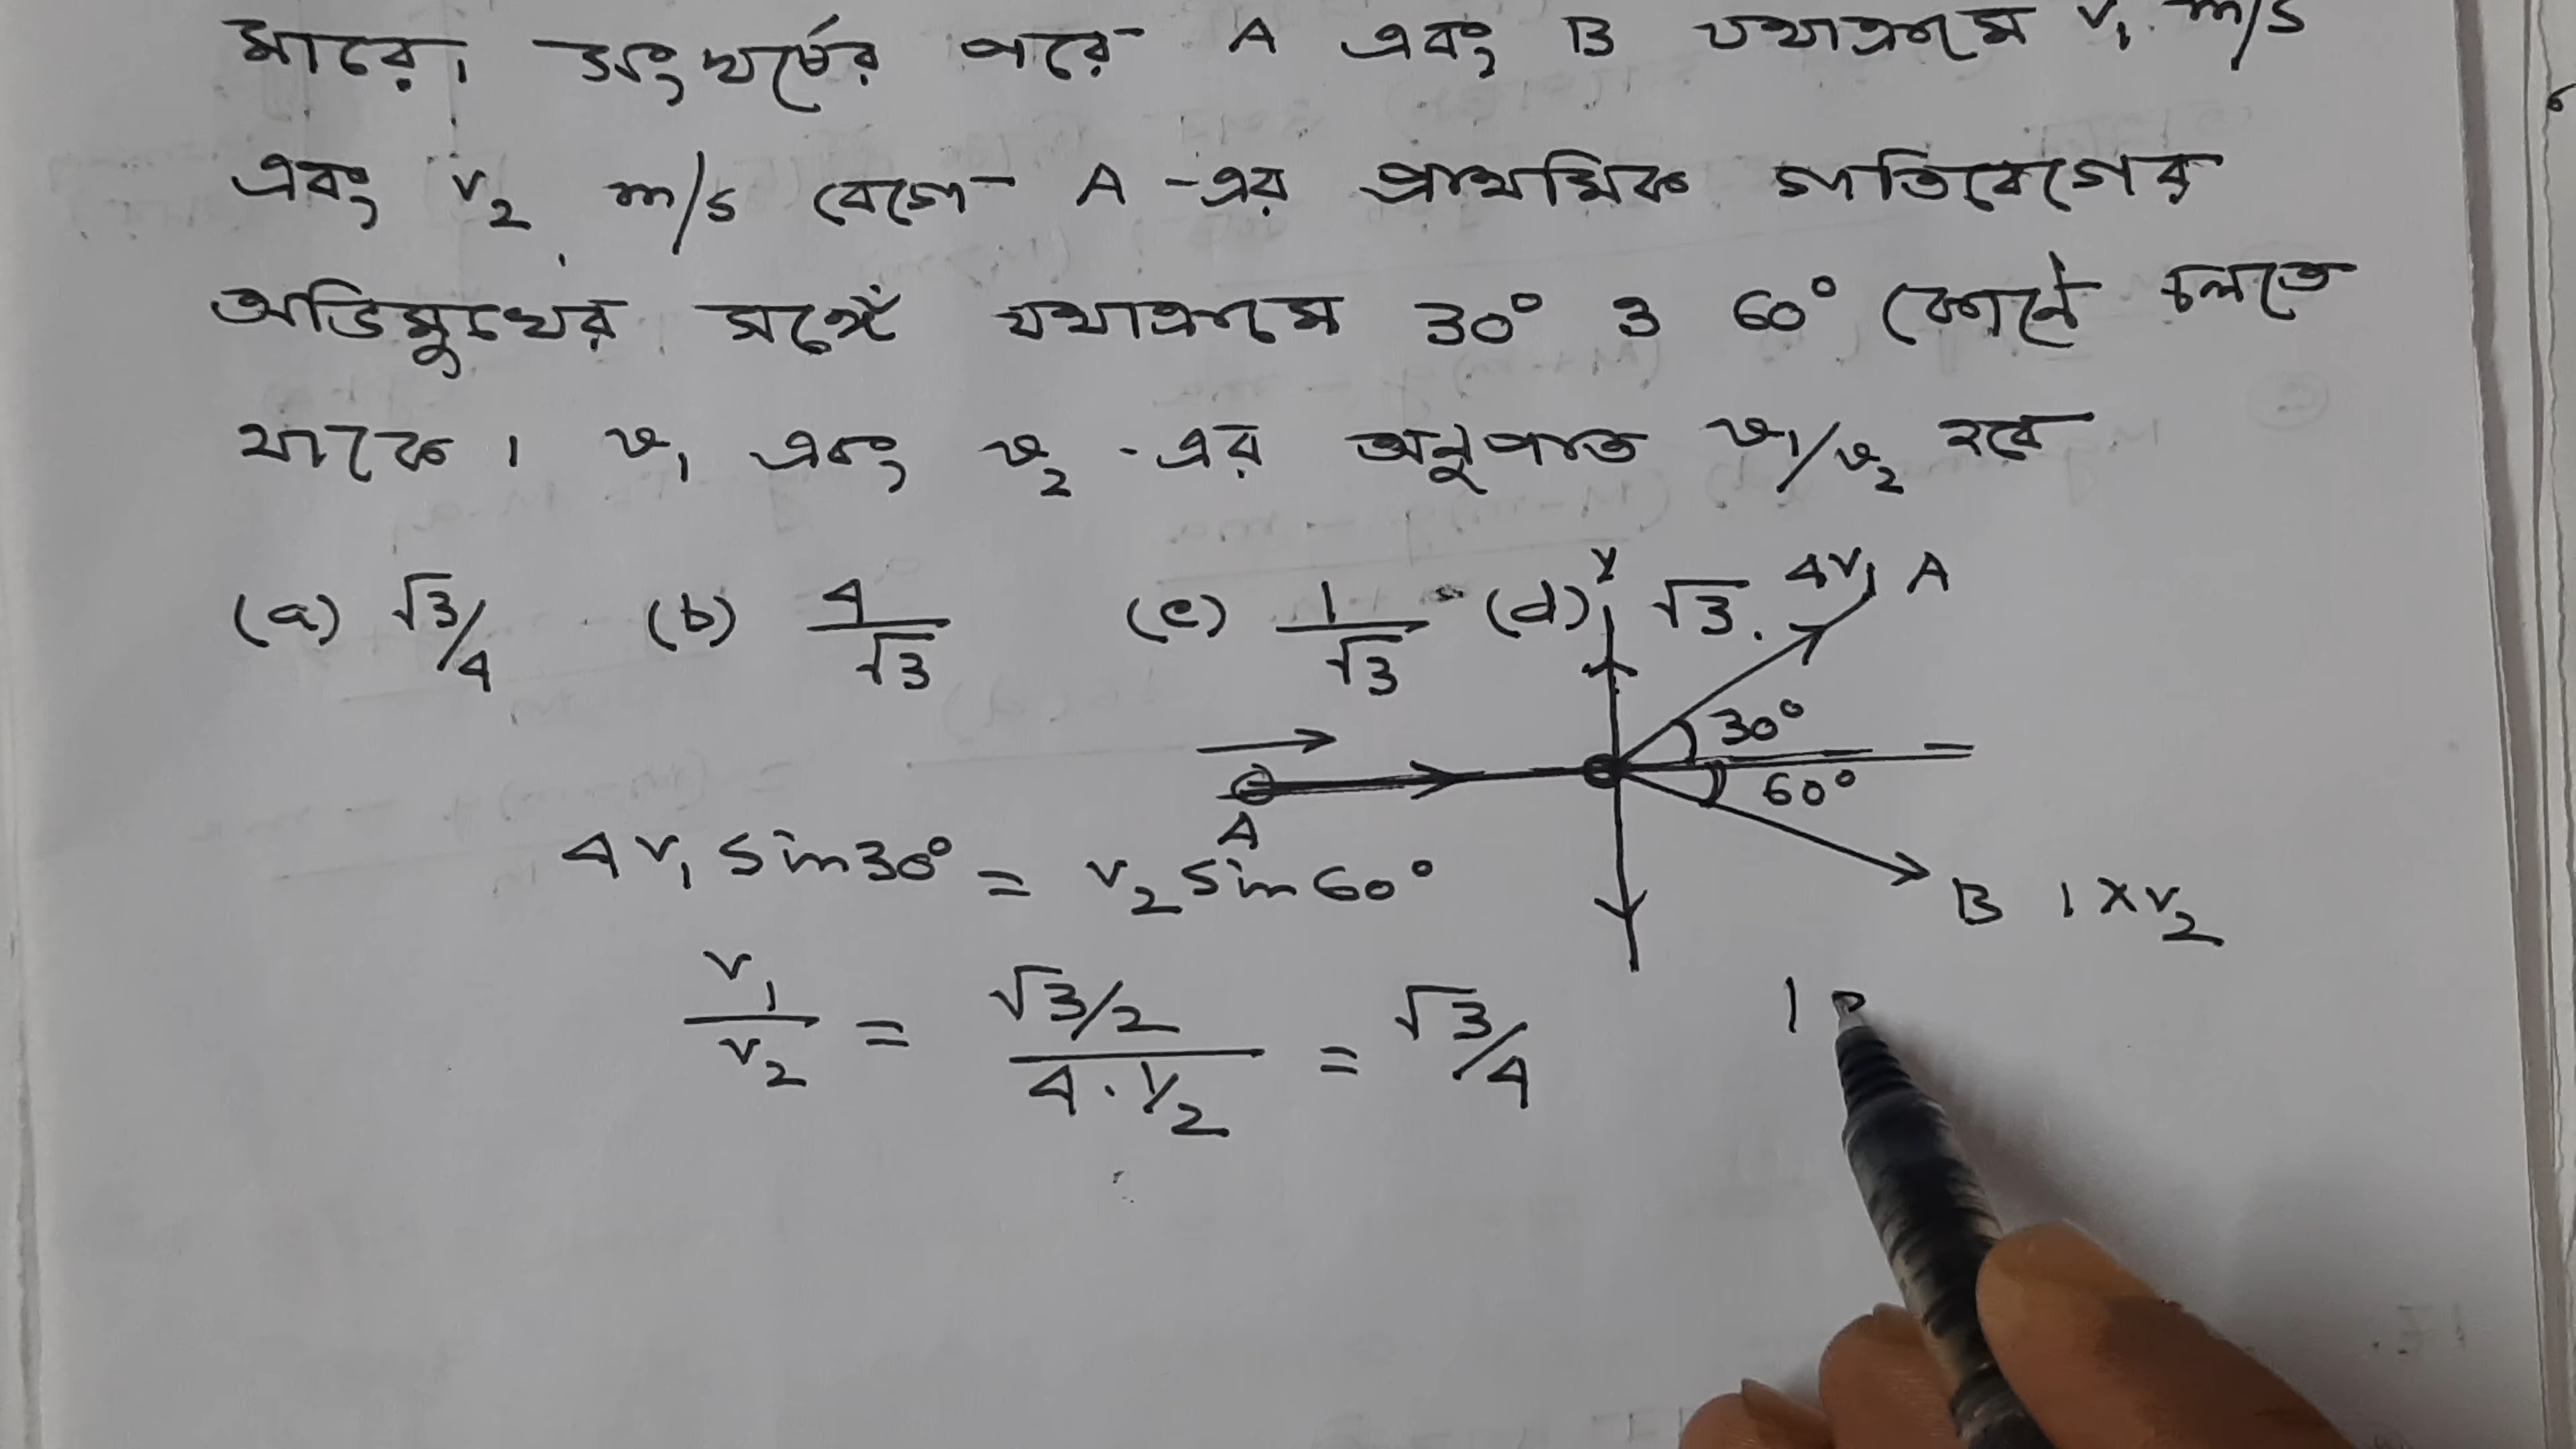 মারে। সংঘর্ষের পরে A এবং B যথাক্রমে v₁ m/s
এবং v₂ m/s বেগে A -এর প্রাথমিক গতিবেগের
অভিমুখের সঙ্গে যথাক্রমে 30° ও 60° কোণে চলতে
থাকে। v₁ এবং v₂ -এর অনুপাত v₁/v₂ হবে
(a) √3/4 (b) 4/√3 (c) 1/√3 (d) √3.
Y 4v₁ A
30°
60°
A
B 1×v₂
4v₁ sin30° = v₂ sin60°
v₁/v₂ = (√3/2)/(4·1/2) = √3/4